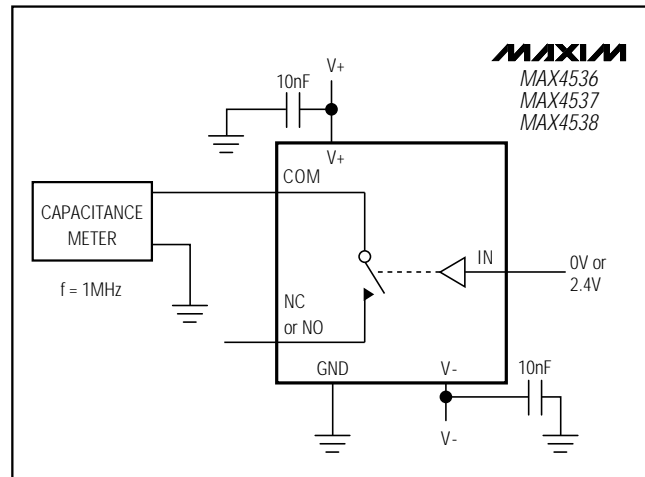 MAXIM
MAX4536
MAX4537
MAX4538
V+
10nF
V+
COM
CAPACITANCE
METER
f = 1MHz
IN
0V or
2.4V
NC
or NO
GND
V-
10nF
V-